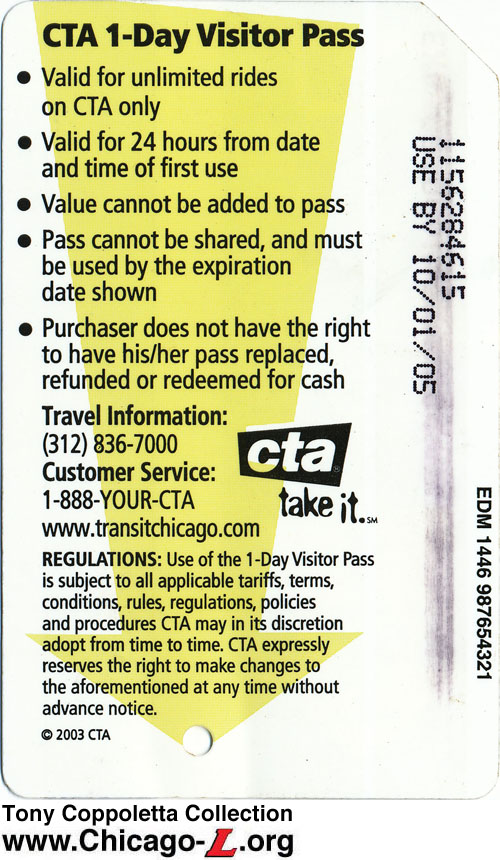 CTA 1-Day Visitor Pass
• Valid for unlimited rides
on CTA only
• Valid for 24 hours from date
and time of first use
• Value cannot be added to pass
• Pass cannot be shared, and must
be used by the expiration
date shown
• Purchaser does not have the right
to have his/her pass replaced,
refunded or redeemed for cash
Travel Information:
(312) 836-7000
Customer Service:
1-888-YOUR-CTA
www.transitchicago.com
cta®
take it.℠
REGULATIONS: Use of the 1-Day Visitor Pass
is subject to all applicable tariffs, terms,
conditions, rules, regulations, policies
and procedures CTA may in its discretion
adopt from time to time. CTA expressly
reserves the right to make changes to
the aforementioned at any time without
advance notice.
© 2003 CTA
1156284615
USE BY 10/01/05
EDM 1446 987654321
Tony Coppoletta Collection
www.Chicago-L.org